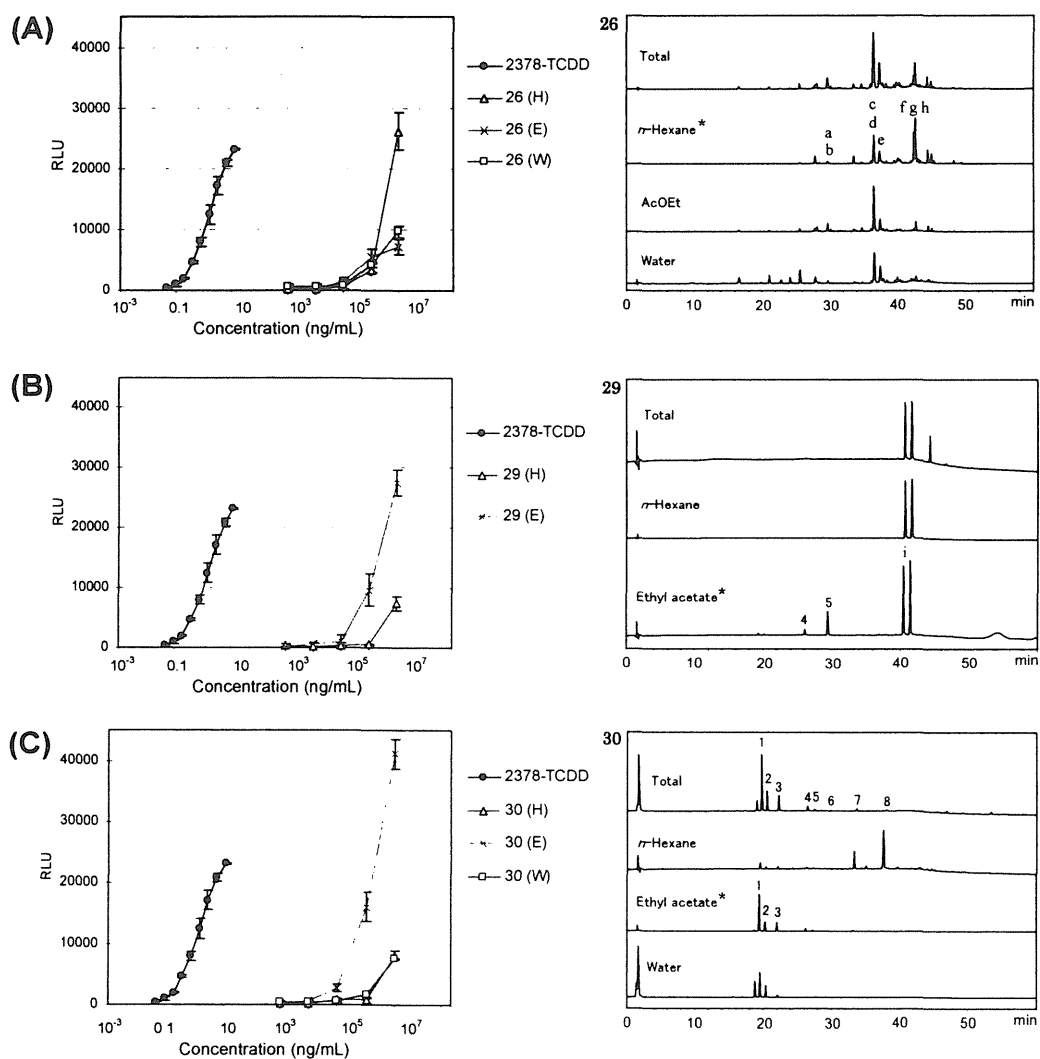 (A)
40000
30000
20000
10000
0
RLU
10-3
0.1
10
10³
10⁵
10⁷
Concentration (ng/mL)
2378-TCDD
26 (H)
26 (E)
26 (W)
26
Total
n-Hexane*
a
b
c
d
e
f g h
AcOEt
Water
0
10
20
30
40
50
min
(B)
40000
30000
20000
10000
0
RLU
10-3
0.1
10
10³
10⁵
10⁷
Concentration (ng/mL)
2378-TCDD
29 (H)
29 (E)
29
Total
n-Hexane
Ethyl acetate*
4
5
i
0
10
20
30
40
50
min
(C)
40000
30000
20000
10000
0
RLU
10-3
0 1
10
10³
10⁵
10⁷
Concentration (ng/mL)
2378-TCDD
30 (H)
30 (E)
30 (W)
30
Total
1
2
3
4 5
6
7
8
n-Hexane
Ethyl acetate*
1
2
3
Water
0
10
20
30
40
50
min